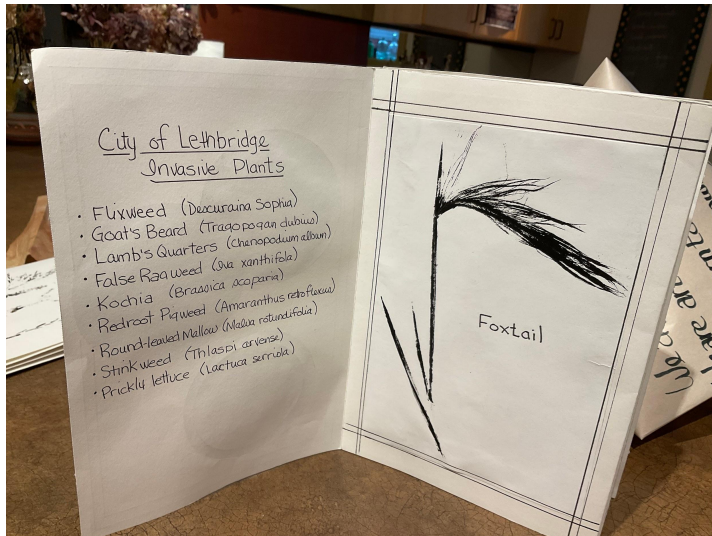 City of Lethbridge
Invasive Plants
• Flixweed (Descuraina Sophia)
• Goat's Beard (Tragopogan dubius)
• Lamb's Quarters (Chenopodum album)
• False Ragweed (Iva xanthifola)
• Kochia (Brassica scoparia)
• Redroot Pigweed (Amaranthus retroflexus)
• Round-leaved Mallow (Malva rotundifolia)
• Stinkweed (Thlaspi arvense)
• Prickly lettuce (Lactuca serriola)
Foxtail